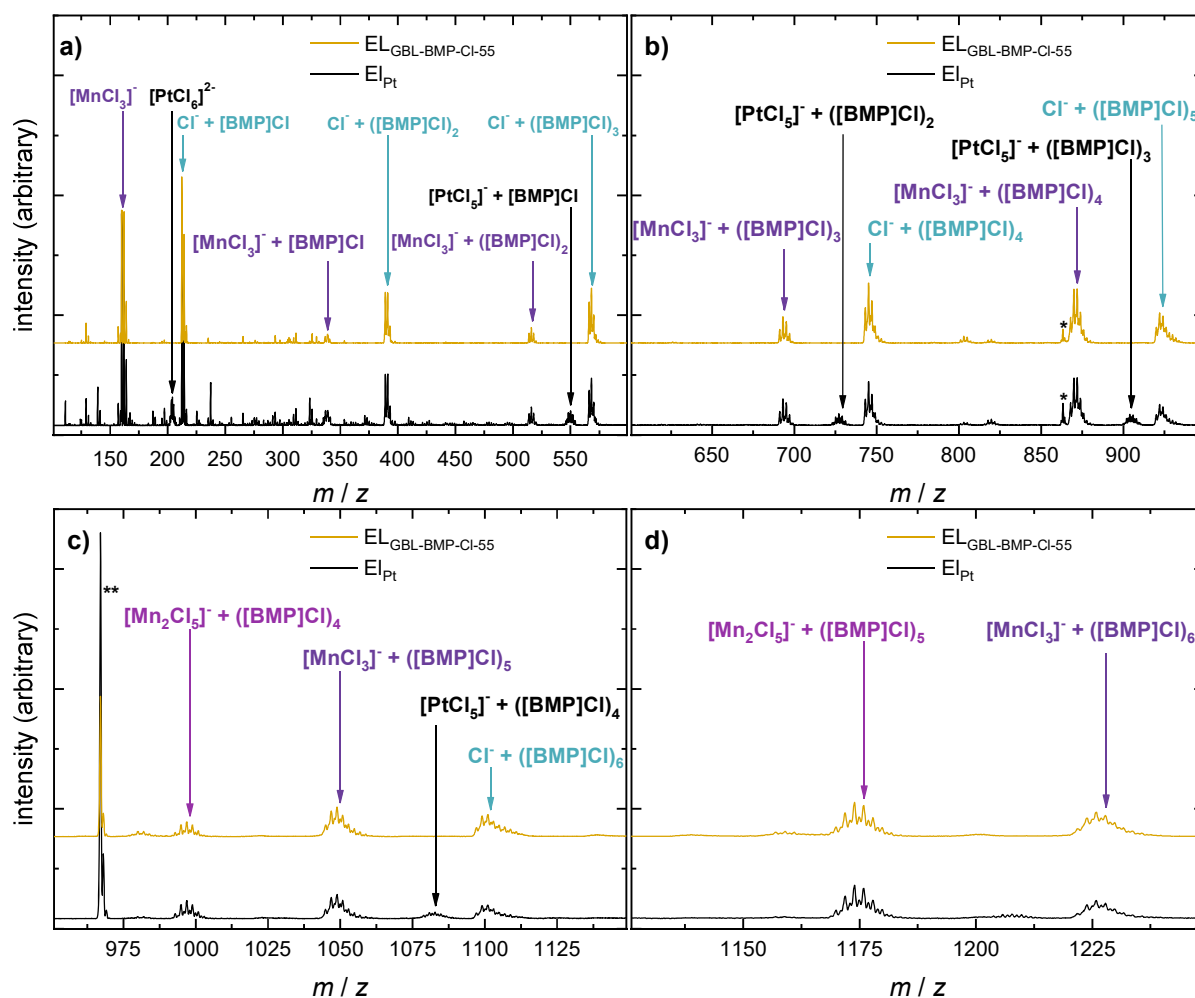 a)
EL_GBL-BMP-Cl-55
El_Pt
[MnCl₃]⁻
[PtCl₆]²⁻
Cl⁻ + [BMP]Cl
Cl⁻ + ([BMP]Cl)₂
Cl⁻ + ([BMP]Cl)₃
[PtCl₅]⁻ + [BMP]Cl
[MnCl₃]⁻ + [BMP]Cl
[MnCl₃]⁻ + ([BMP]Cl)₂
intensity (arbitrary)
100 150 200 250 300 350 400 450 500 550
m / z
b)
EL_GBL-BMP-Cl-55
El_Pt
[PtCl₅]⁻ + ([BMP]Cl)₂
Cl⁻ + ([BMP]Cl)₅
[PtCl₅]⁻ + ([BMP]Cl)₃
[MnCl₃]⁻ + ([BMP]Cl)₄
[MnCl₃]⁻ + ([BMP]Cl)₃
Cl⁻ + ([BMP]Cl)₄
*
*
650 700 750 800 850 900
m / z
c)
EL_GBL-BMP-Cl-55
El_Pt
**
[Mn₂Cl₅]⁻ + ([BMP]Cl)₄
[MnCl₃]⁻ + ([BMP]Cl)₅
[PtCl₅]⁻ + ([BMP]Cl)₄
Cl⁻ + ([BMP]Cl)₆
intensity (arbitrary)
975 1000 1025 1050 1075 1100 1125
m / z
d)
EL_GBL-BMP-Cl-55
El_Pt
[Mn₂Cl₅]⁻ + ([BMP]Cl)₅
[MnCl₃]⁻ + ([BMP]Cl)₆
1150 1175 1200 1225
m / z